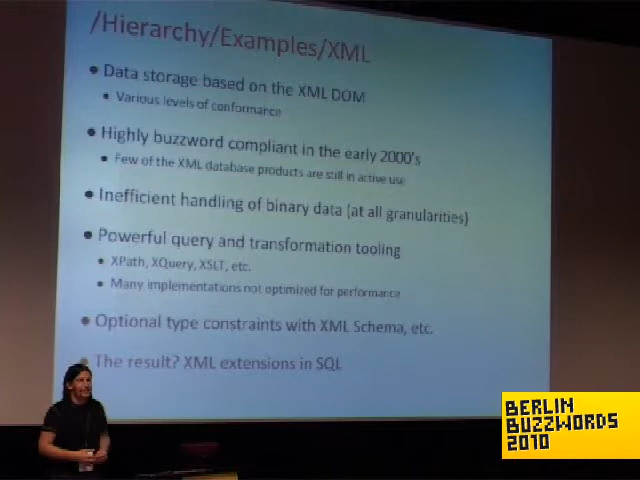 /Hierarchy/Examples/XML
Data storage based on the XML DOM
Various levels of conformance
Highly buzzword compliant in the early 2000's
Few of the XML database products are still in active use
Inefficient handling of binary data (at all granularities)
Powerful query and transformation tooling
XPath, XQuery, XSLT, etc.
Many implementations not optimized for performance
Optional type constraints with XML Schema, etc.
The result? XML extensions in SQL
BERLIN
BUZZWORDS
2010